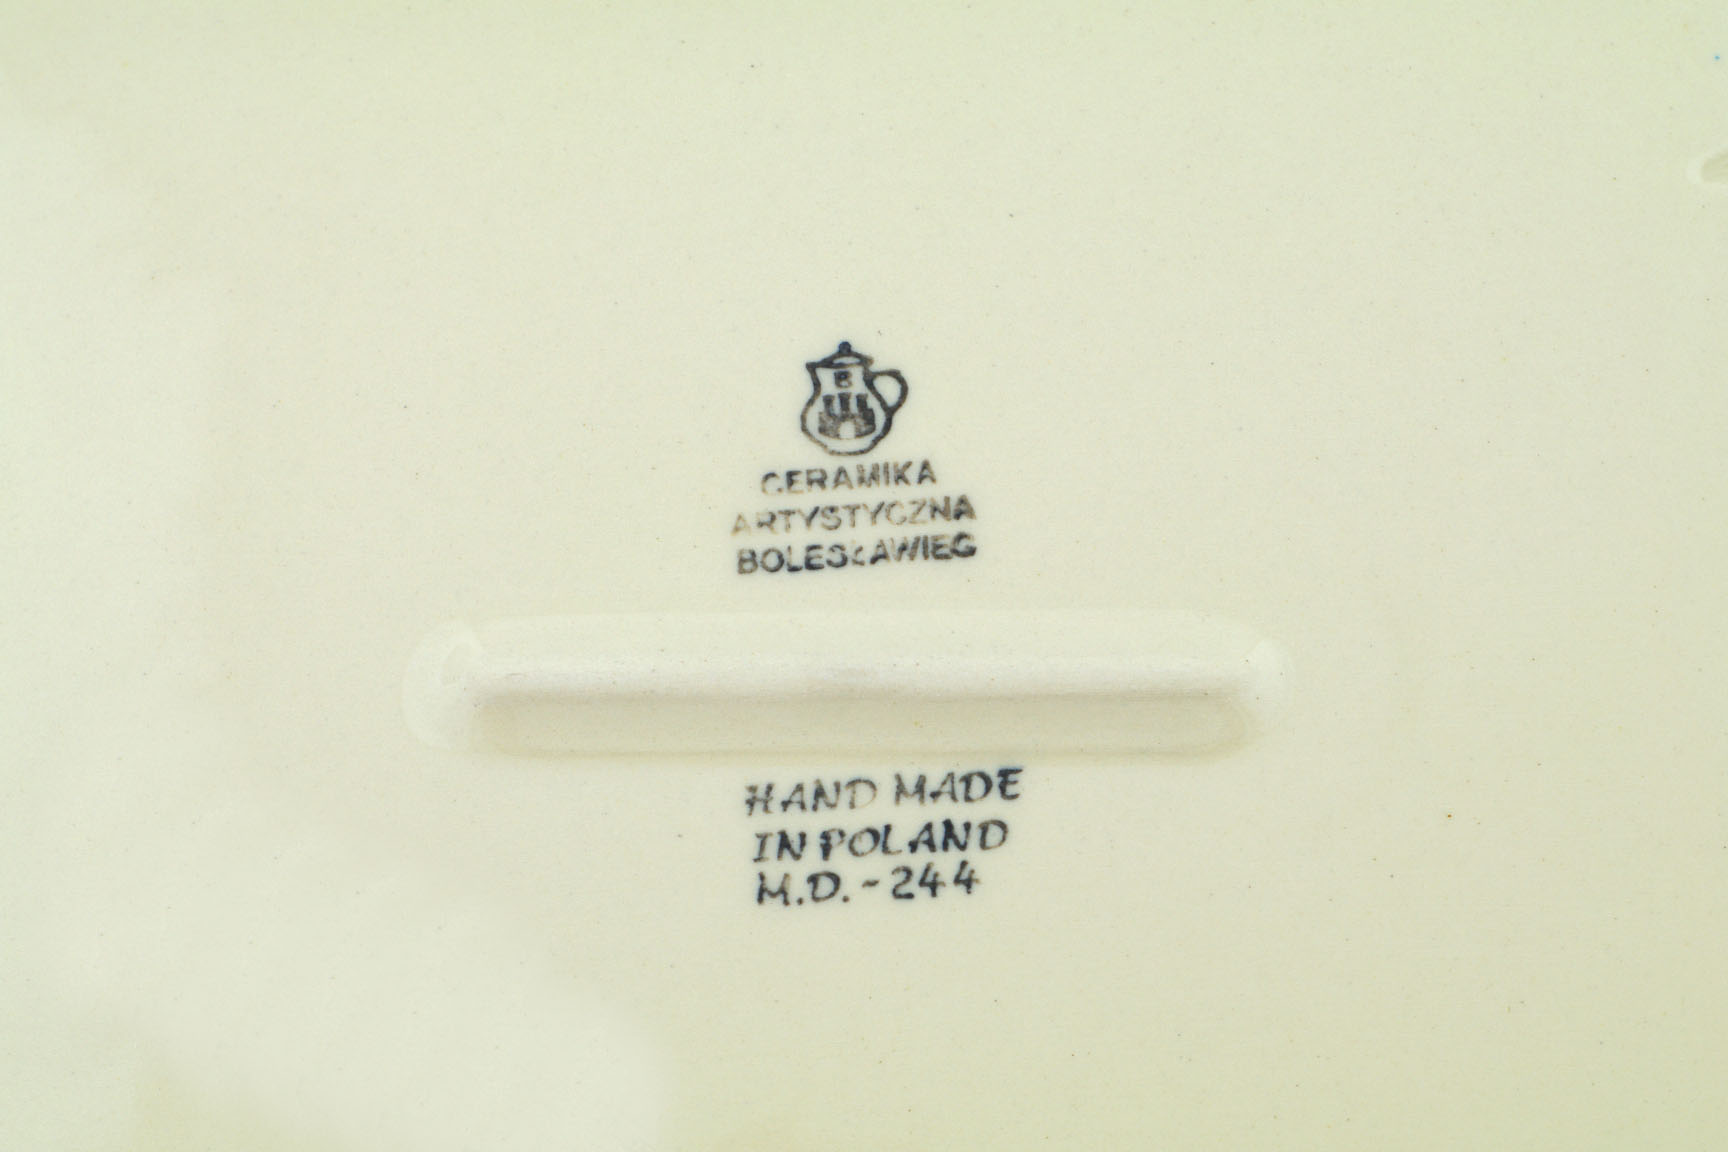 B
CERAMIKA
ARTYSTYCZNA
BOLESŁAWIEC
HAND MADE
IN POLAND
M.D. - 244